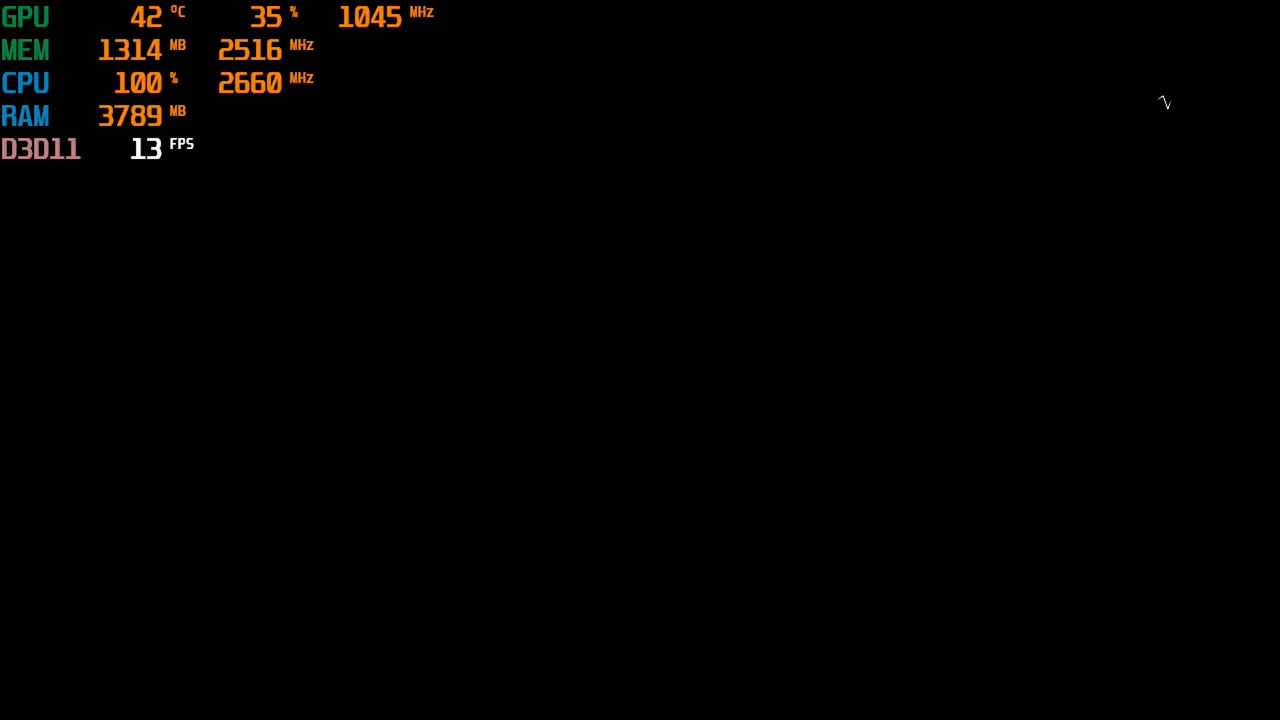 GPU 42 °C 35 % 1045 MHz
MEM 1314 MB 2516 MHz
CPU 100 % 2660 MHz
RAM 3789 MB
D3D11 13 FPS